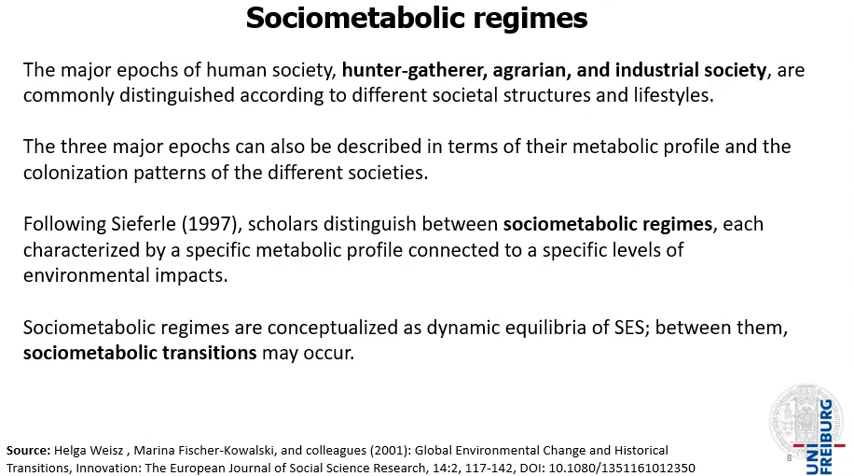 Sociometabolic regimes
The major epochs of human society, hunter-gatherer, agrarian, and industrial society, are
commonly distinguished according to different societal structures and lifestyles.
The three major epochs can also be described in terms of their metabolic profile and the
colonization patterns of the different societies.
Following Sieferle (1997), scholars distinguish between sociometabolic regimes, each
characterized by a specific metabolic profile connected to a specific levels of
environmental impacts.
Sociometabolic regimes are conceptualized as dynamic equilibria of SES; between them,
sociometabolic transitions may occur.
Source: Helga Weisz , Marina Fischer-Kowalski, and colleagues (2001): Global Environmental Change and Historical
Transitions, Innovation: The European Journal of Social Science Research, 14:2, 117-142, DOI: 10.1080/1351161012350
8
UNI
FREIBURG